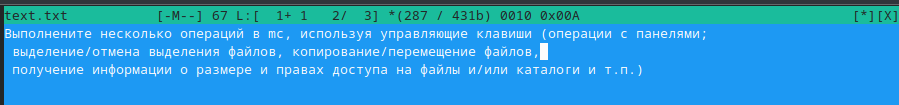 text.txt [-M--] 67 L:[ 1+ 1 2/ 3] *(287 / 431b) 0010 0x00A [*][X]
Выполните несколько операций в mc, используя управляющие клавиши (операции с панелями;
выделение/отмена выделения файлов, копирование/перемещение файлов,
получение информации о размере и правах доступа на файлы и/или каталоги и т.п.)